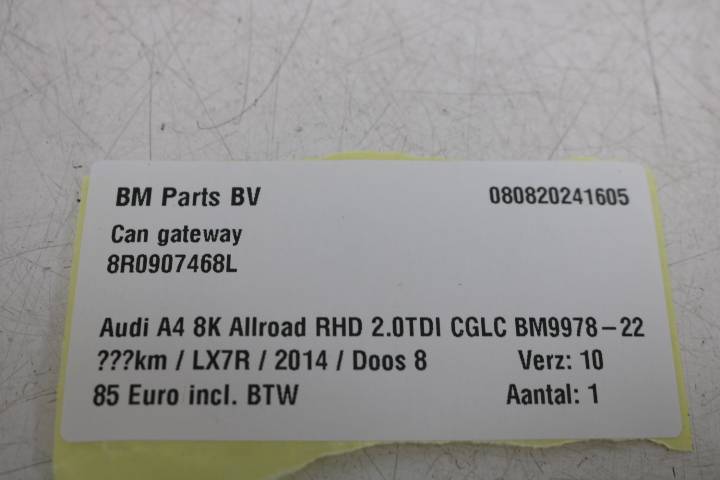 BM Parts BV 080820241605
Can gateway
8R0907468L
Audi A4 8K Allroad RHD 2.0TDI CGLC BM9978-22
???km / LX7R / 2014 / Doos 8 Verz: 10
85 Euro incl. BTW Aantal: 1